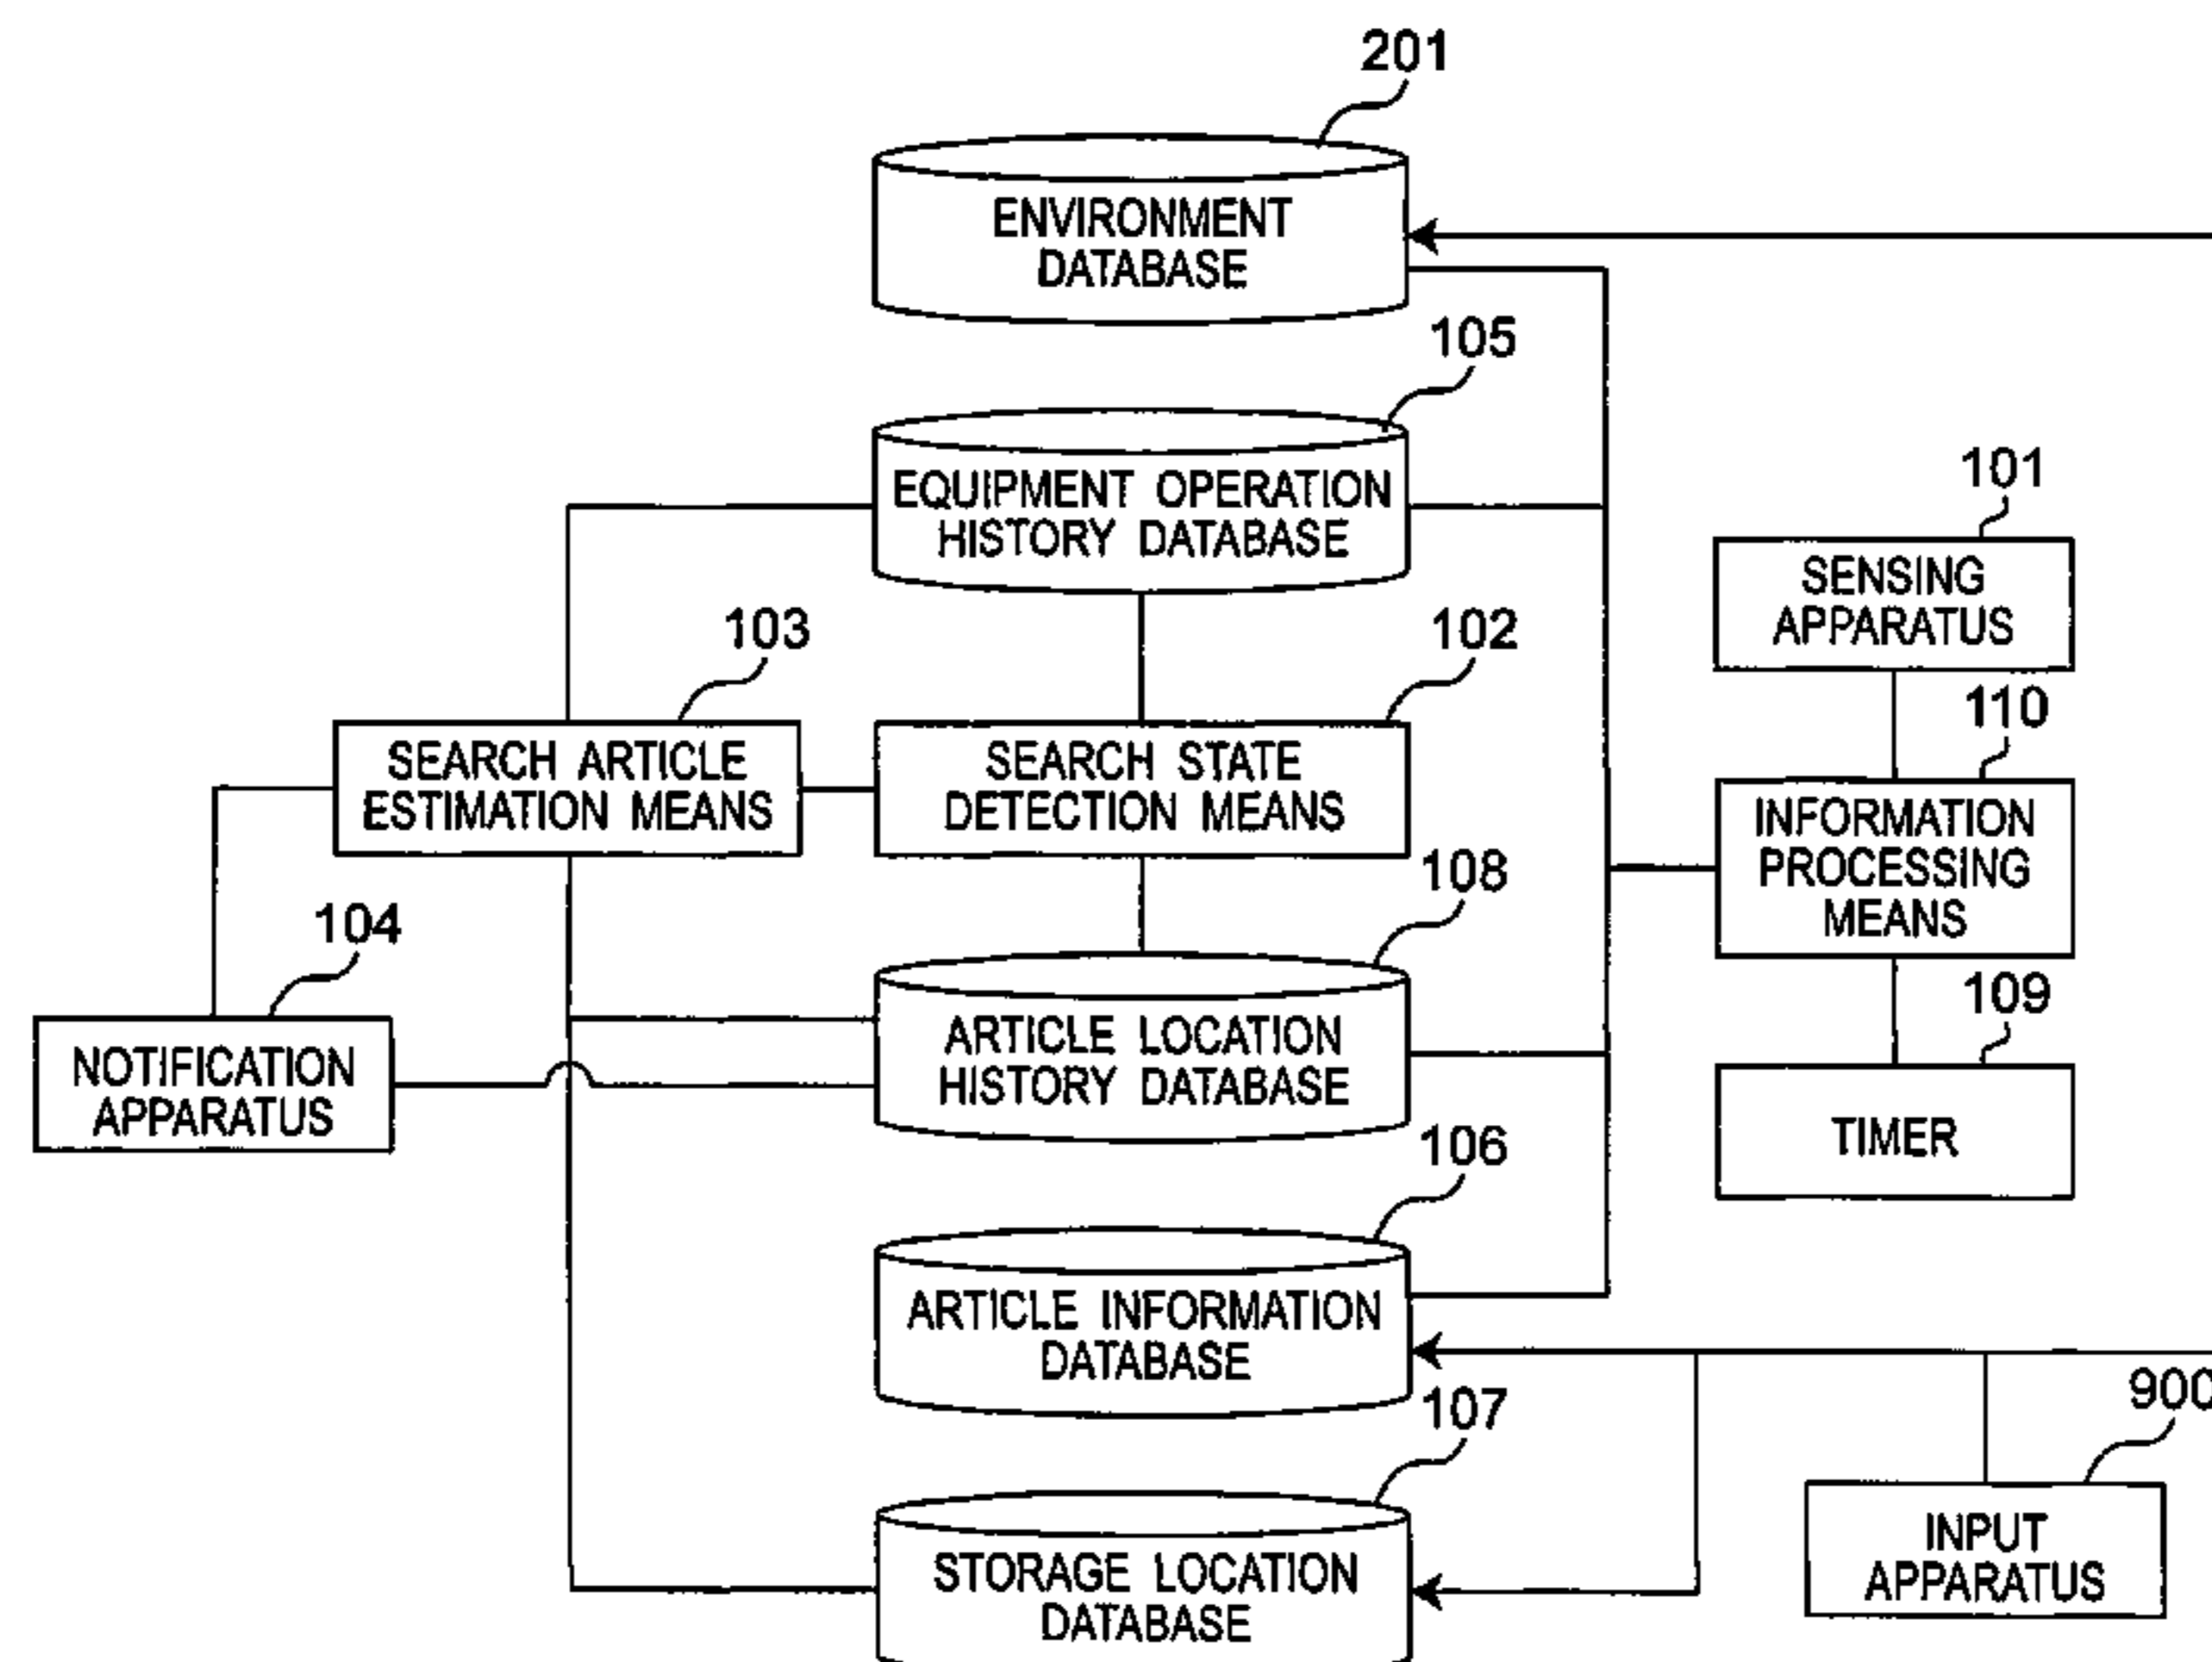 201
ENVIRONMENT
DATABASE
105
EQUIPMENT OPERATION
HISTORY DATABASE
101
SENSING
APPARATUS
103
SEARCH ARTICLE
ESTIMATION MEANS
102
SEARCH STATE
DETECTION MEANS
110
INFORMATION
PROCESSING
MEANS
104
NOTIFICATION
APPARATUS
108
ARTICLE LOCATION
HISTORY DATABASE
109
TIMER
106
ARTICLE INFORMATION
DATABASE
107
STORAGE LOCATION
DATABASE
900
INPUT
APPARATUS